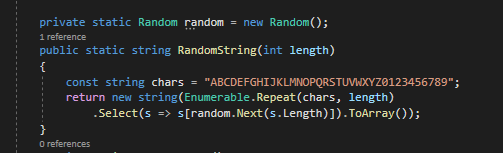 private static Random random = new Random();
1 reference
public static string RandomString(int length)
{
const string chars = "ABCDEFGHIJKLMNOPQRSTUVWXYZ0123456789";
return new string(Enumerable.Repeat(chars, length)
.Select(s => s[random.Next(s.Length)]).ToArray());
}
0 references